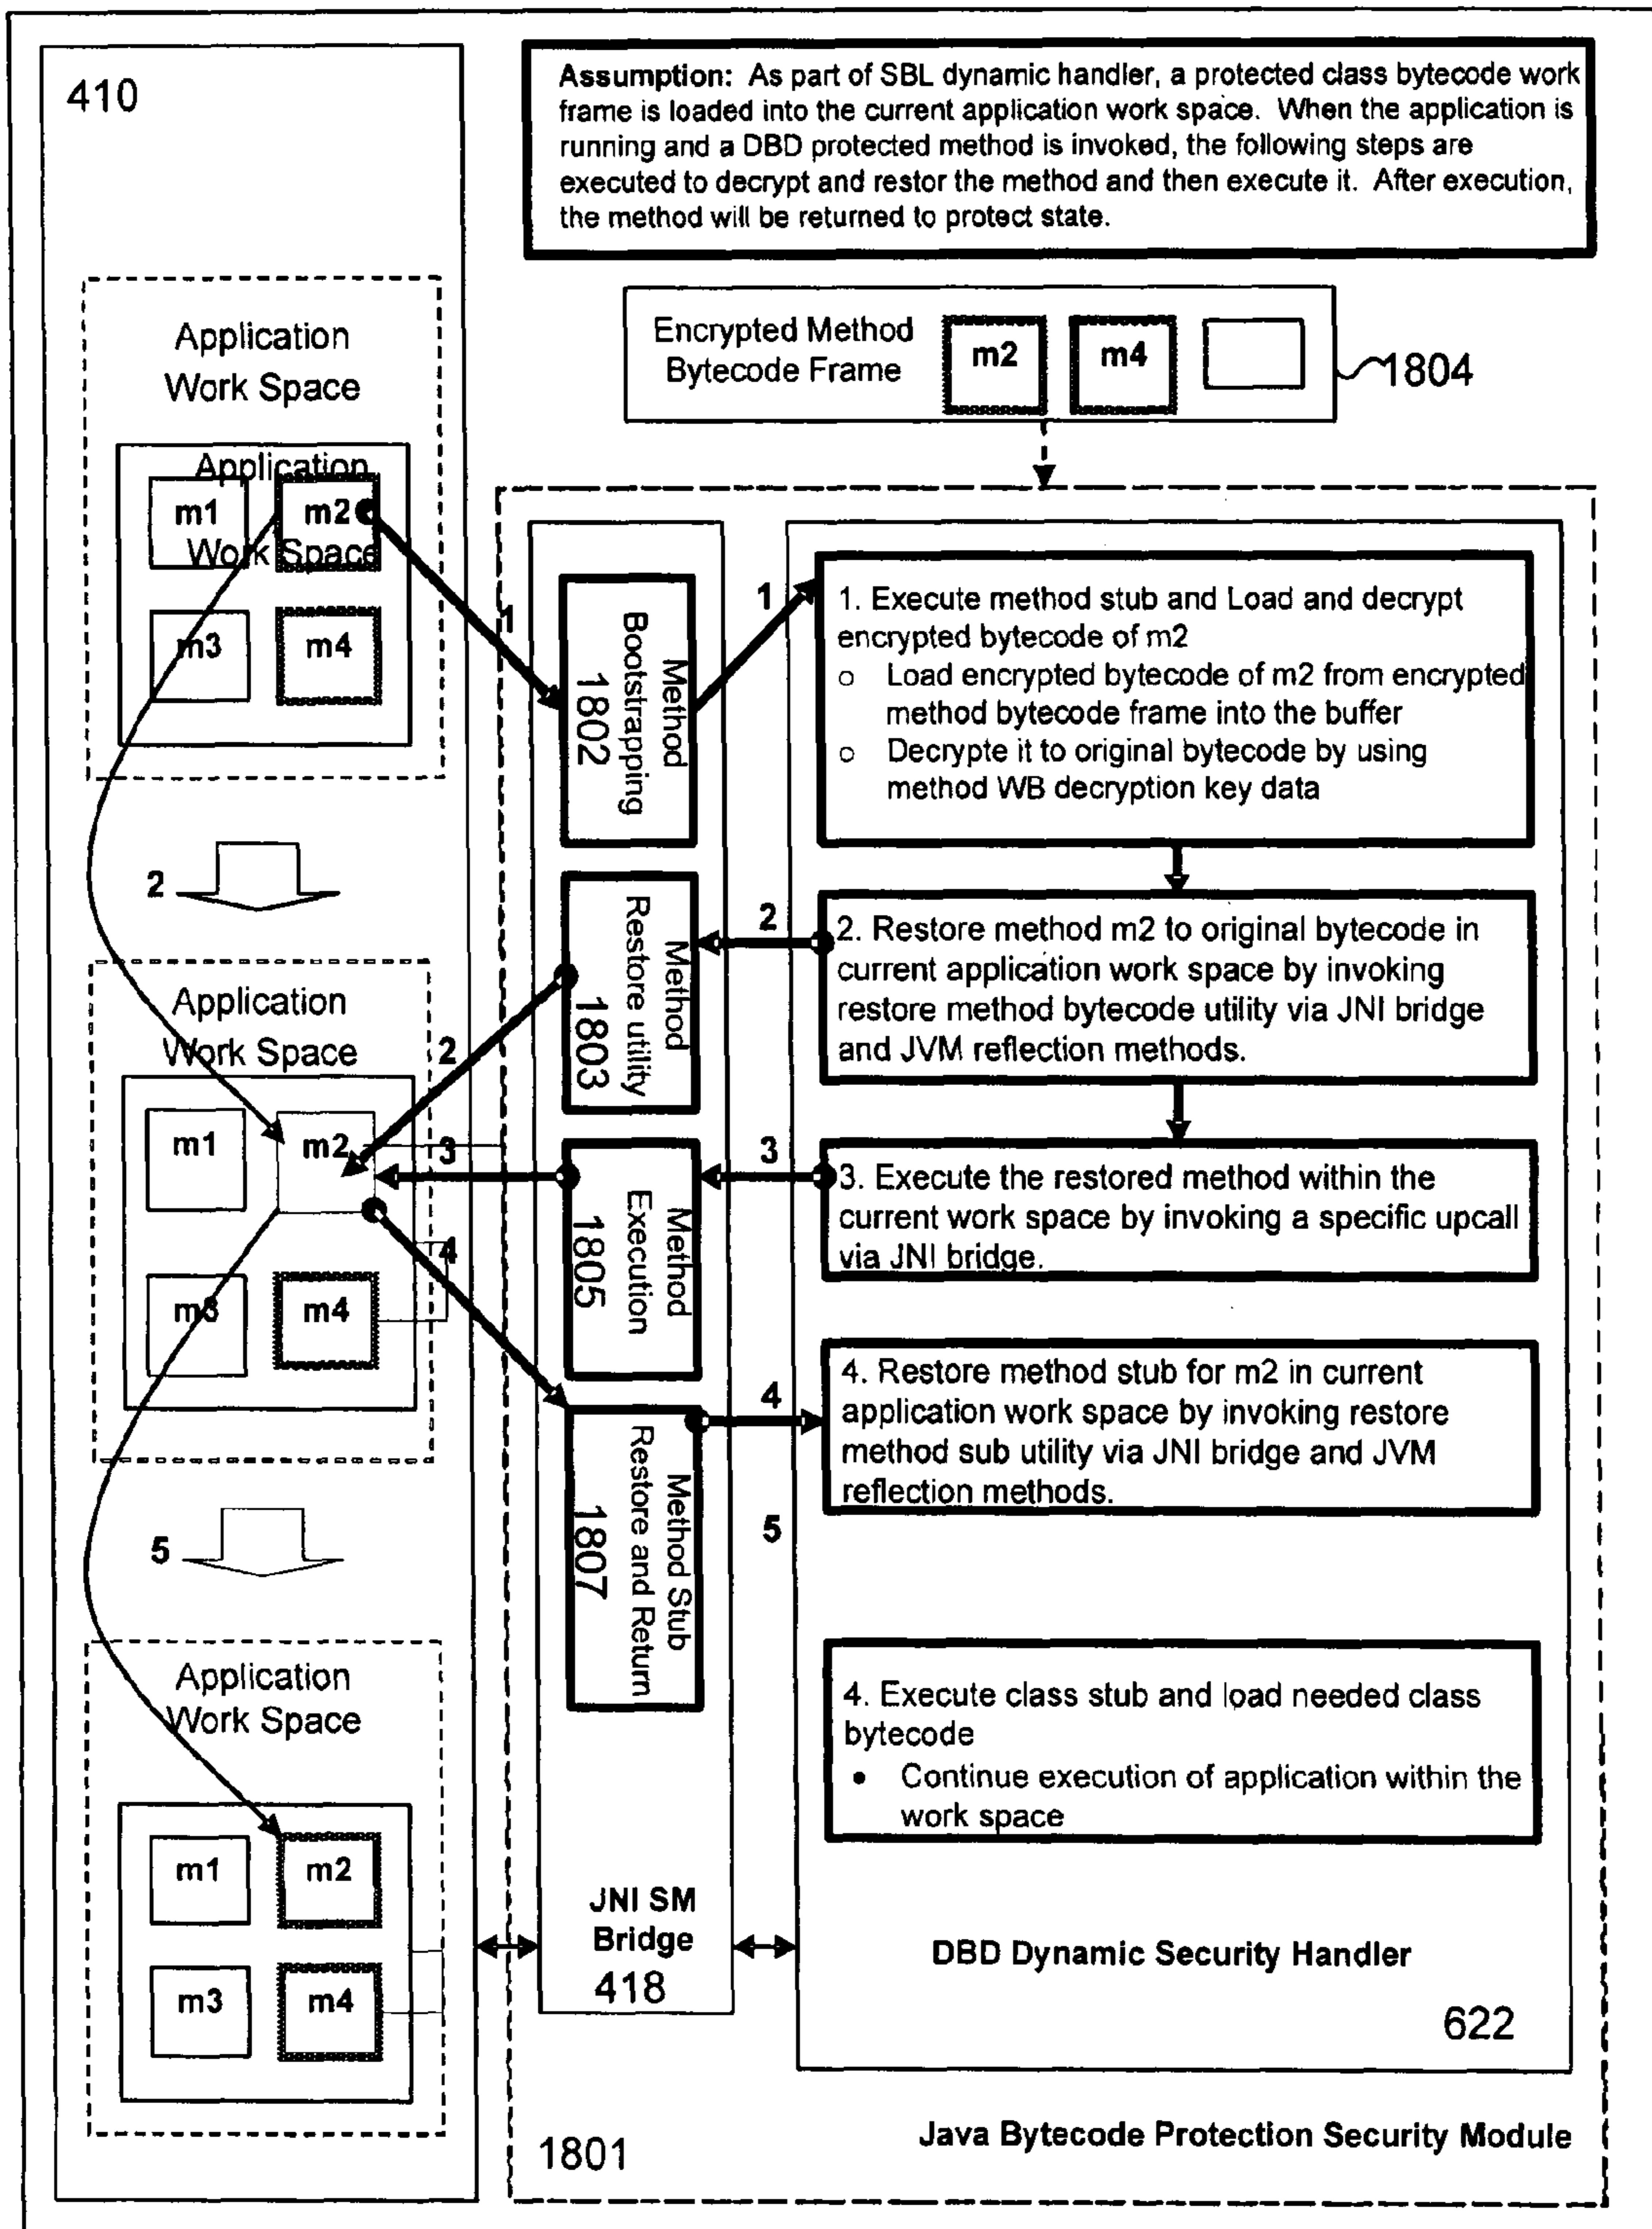 410
Assumption: As part of SBL dynamic handler, a protected class bytecode work
frame is loaded into the current application work space. When the application is
running and a DBD protected method is invoked, the following steps are
executed to decrypt and restor the method and then execute it. After execution,
the method will be returned to protect state.
Encrypted Method
Bytecode Frame
m2
m4
1804
Application
Work Space
Application
Work Space
m1
m2
m3
m4
1
Method
Bootstrapping
1802
1
1. Execute method stub and Load and decrypt
encrypted bytecode of m2
o Load encrypted bytecode of m2 from encrypted
method bytecode frame into the buffer
o Decrypte it to original bytecode by using
method WB decryption key data
2
Method
Restore utility
1803
2
2. Restore method m2 to original bytecode in
current application work space by invoking
restore method bytecode utility via JNI bridge
and JVM reflection methods.
Application
Work Space
2
m1
m2
m3
m4
3
Method
Execution
1805
3
3. Execute the restored method within the
current work space by invoking a specific upcall
via JNI bridge.
4
Method Stub
Restore and Return
1807
4
4. Restore method stub for m2 in current
application work space by invoking restore
method sub utility via JNI bridge and JVM
reflection methods.
5
5
4. Execute class stub and load needed class
bytecode
• Continue execution of application within the
work space
Application
Work Space
m1
m2
m3
m4
JNI SM
Bridge
418
DBD Dynamic Security Handler
622
1801
Java Bytecode Protection Security Module